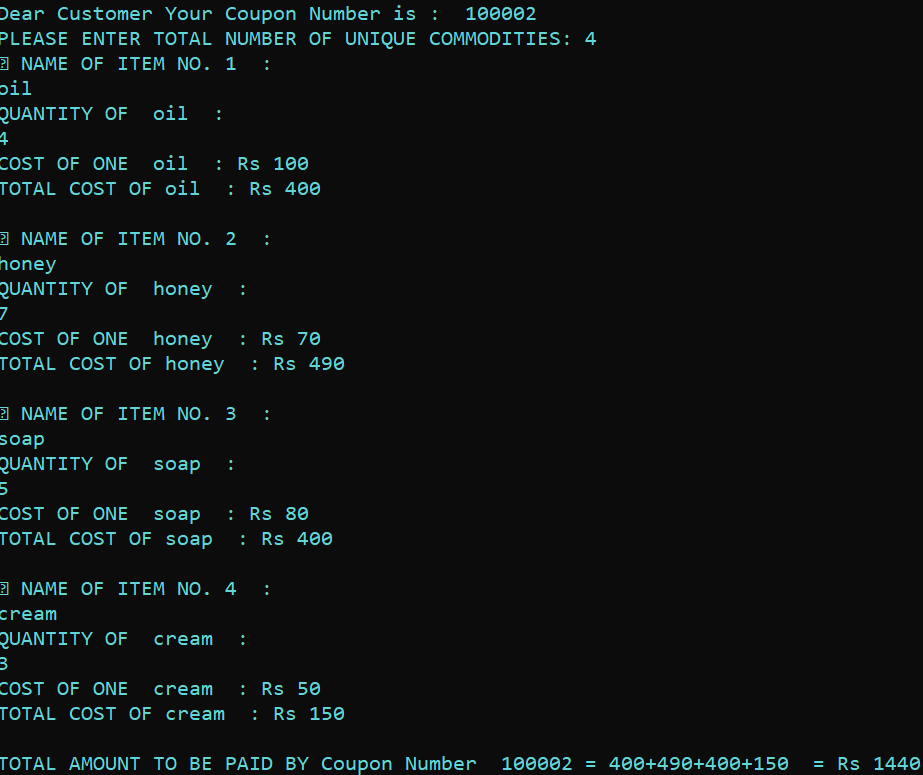 Dear Customer Your Coupon Number is :  100002
PLEASE ENTER TOTAL NUMBER OF UNIQUE COMMODITIES: 4
⍰ NAME OF ITEM NO. 1  :
oil
QUANTITY OF  oil  :
4
COST OF ONE  oil  : Rs 100
TOTAL COST OF oil  : Rs 400
⍰ NAME OF ITEM NO. 2  :
honey
QUANTITY OF  honey  :
7
COST OF ONE  honey  : Rs 70
TOTAL COST OF honey  : Rs 490
⍰ NAME OF ITEM NO. 3  :
soap
QUANTITY OF  soap  :
5
COST OF ONE  soap  : Rs 80
TOTAL COST OF soap  : Rs 400
⍰ NAME OF ITEM NO. 4  :
cream
QUANTITY OF  cream  :
3
COST OF ONE  cream  : Rs 50
TOTAL COST OF cream  : Rs 150
TOTAL AMOUNT TO BE PAID BY Coupon Number  100002 = 400+490+400+150  = Rs 1440